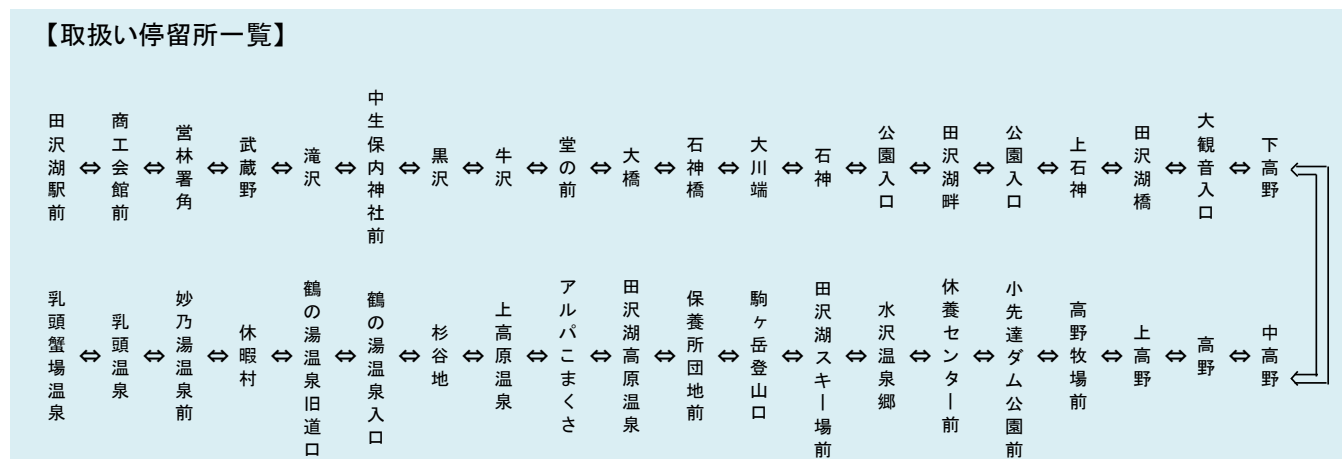 【取扱い停留所一覧】
田沢湖駅前 ⇔ 商工会館前 ⇔ 営林署角 ⇔ 武蔵野 ⇔ 滝沢 ⇔ 中生保内神社前 ⇔ 黒沢 ⇔ 牛沢 ⇔ 堂の前 ⇔ 大橋 ⇔ 石神橋 ⇔ 大川端 ⇔ 石神 ⇔ 公園入口 ⇔ 田沢湖畔 ⇔ 公園入口 ⇔ 上石神 ⇔ 田沢湖橋 ⇔ 大観音入口 ⇔ 下高野
乳頭蟹場温泉 ⇔ 乳頭温泉 ⇔ 妙乃湯温泉前 ⇔ 休暇村 ⇔ 鶴の湯温泉旧道口 ⇔ 鶴の湯温泉入口 ⇔ 杉谷地 ⇔ 上高原温泉 ⇔ アルパこまくさ ⇔ 田沢湖高原温泉 ⇔ 保養所団地前 ⇔ 駒ヶ岳登山口 ⇔ 田沢湖スキー場前 ⇔ 水沢温泉郷 ⇔ 休養センター前 ⇔ 小先達ダム公園前 ⇔ 高野牧場前 ⇔ 上高野 ⇔ 高野 ⇔ 中高野